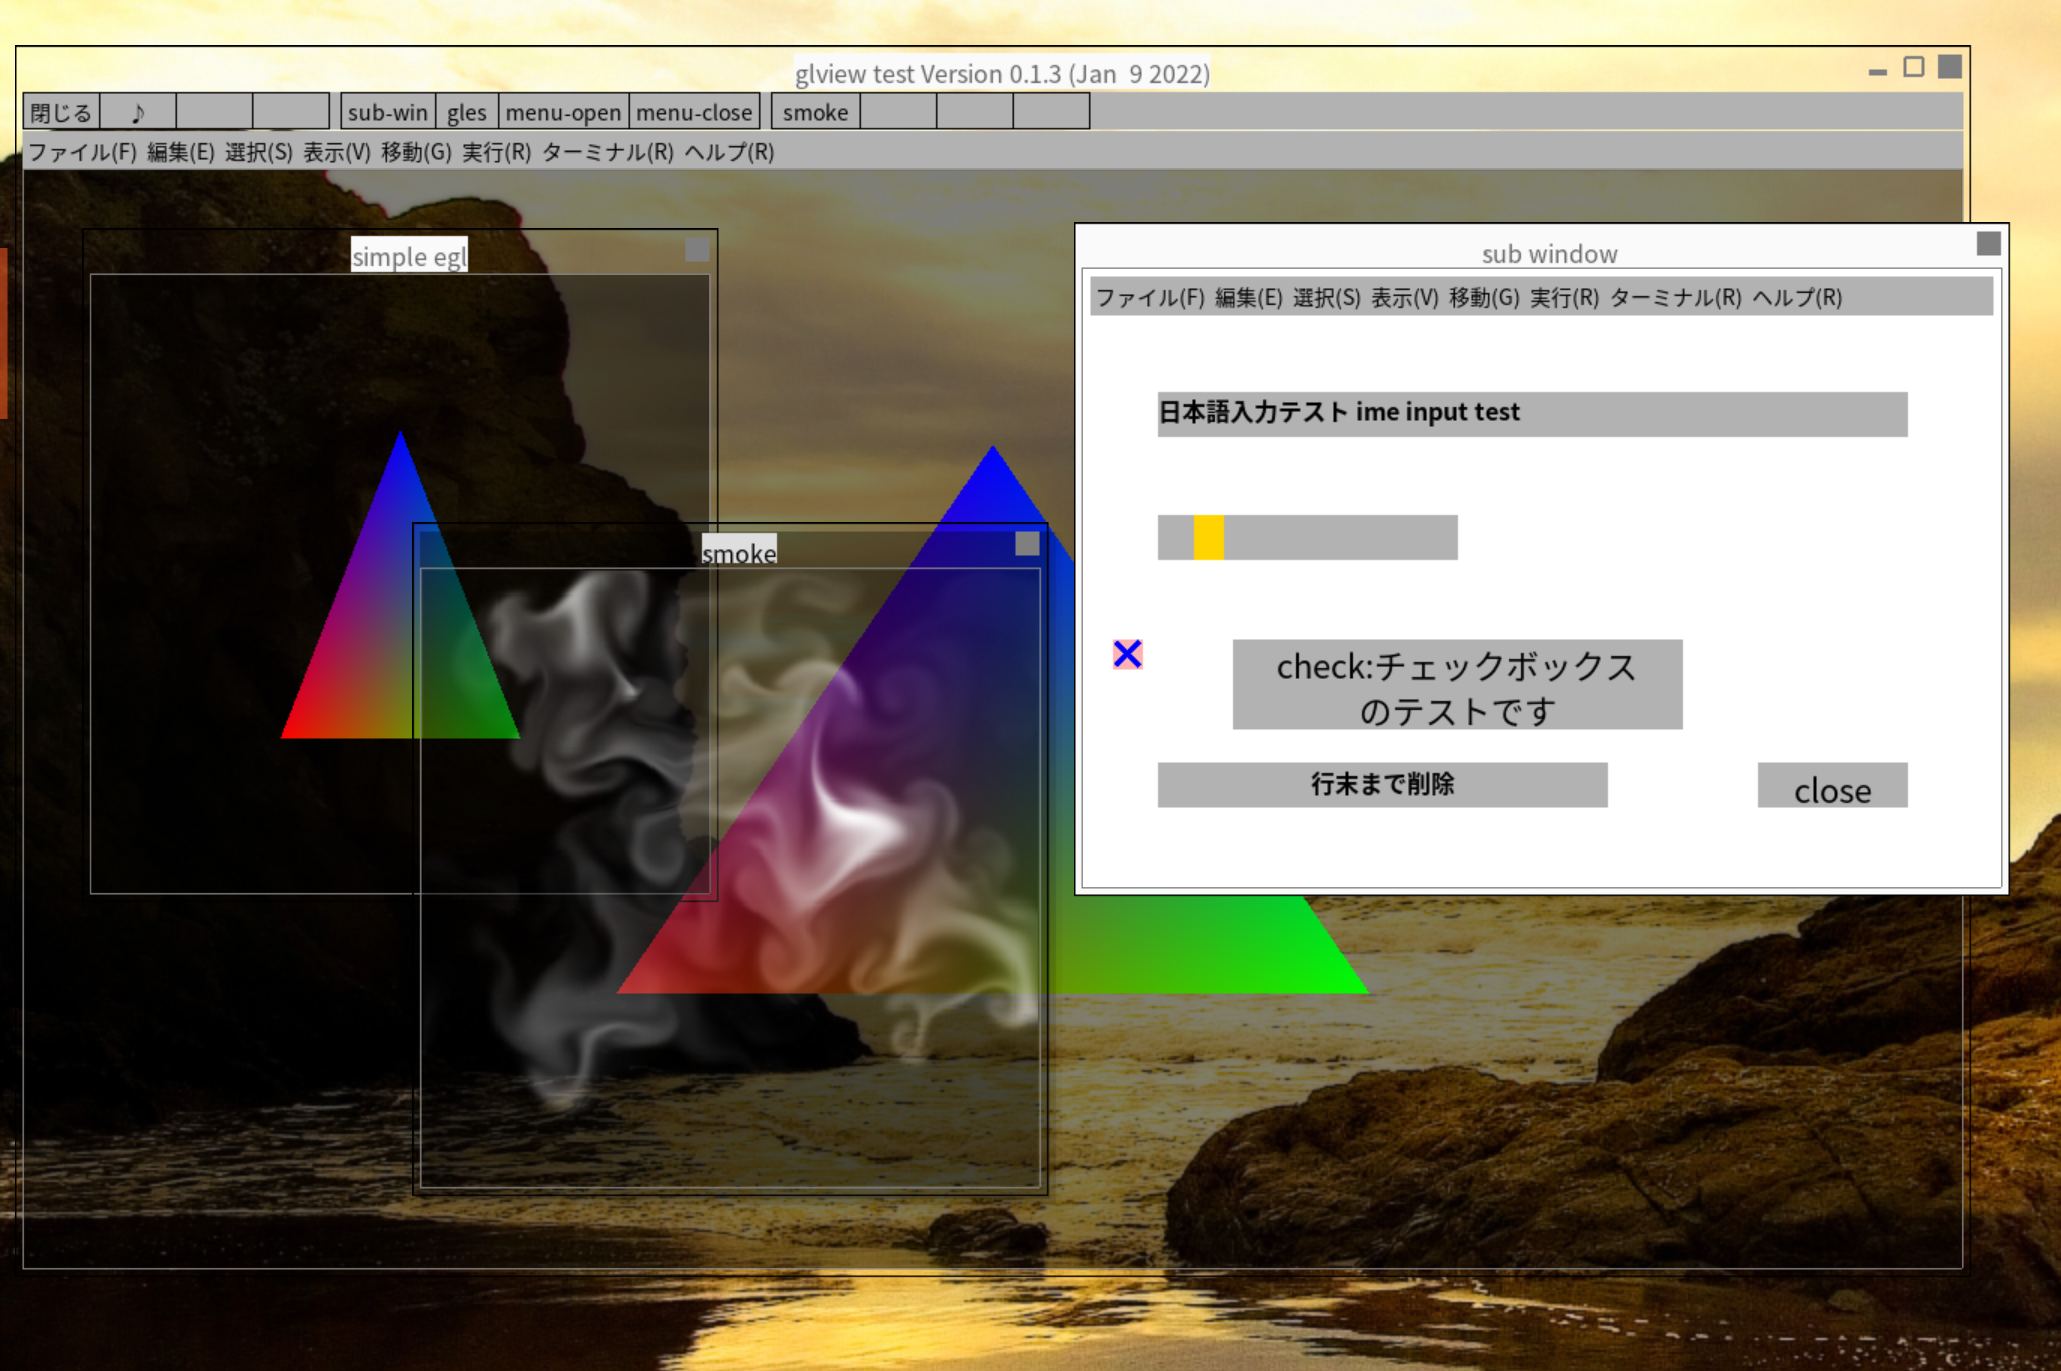 glview test Version 0.1.3 (Jan  9 2022)
閉じる ♪ sub-win gles menu-open menu-close smoke
ファイル(F) 編集(E) 選択(S) 表示(V) 移動(G) 実行(R) ターミナル(R) ヘルプ(R)
simple egl
smoke
sub window
ファイル(F) 編集(E) 選択(S) 表示(V) 移動(G) 実行(R) ターミナル(R) ヘルプ(R)
日本語入力テスト ime input test
check:チェックボックス
のテストです
行末まで削除
close